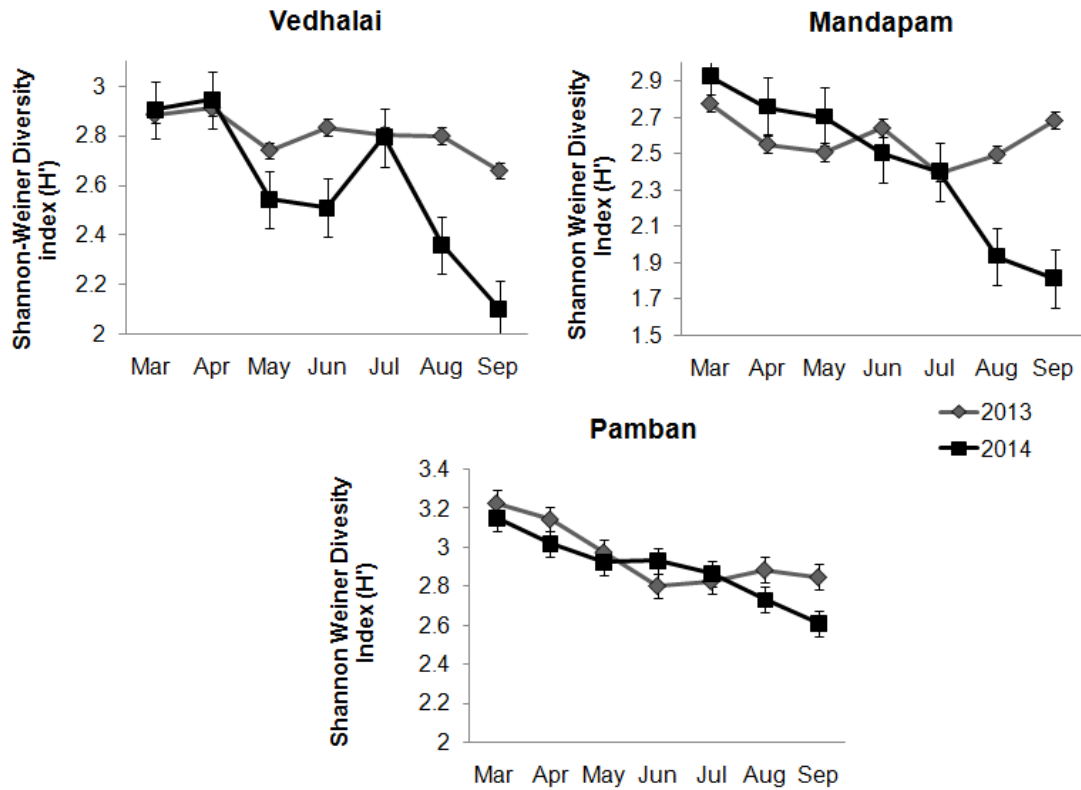 Vedhalai
Shannon-Weiner Diversity
index (H')
3
2.8
2.6
2.4
2.2
2
Mar Apr May Jun Jul Aug Sep
Mandapam
Shannon Weiner Divesity
Index (H')
2.9
2.7
2.5
2.3
2.1
1.9
1.7
1.5
Mar Apr May Jun Jul Aug Sep
2013
2014
Pamban
Shannon Weiner Divesity
Index (H')
3.4
3.2
3
2.8
2.6
2.4
2.2
2
Mar Apr May Jun Jul Aug Sep